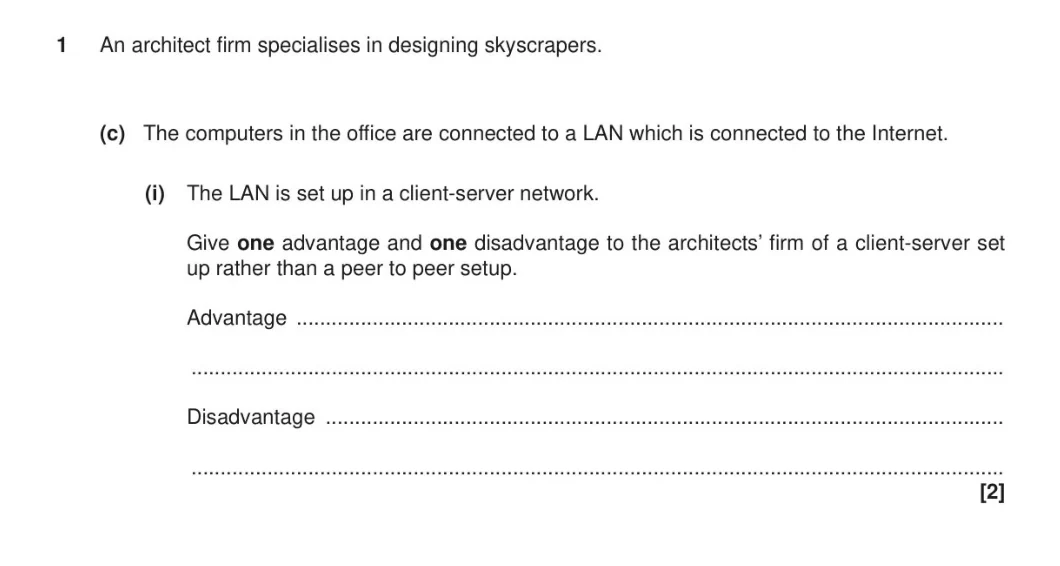 1 An architect firm specialises in designing skyscrapers.
(c) The computers in the office are connected to a LAN which is connected to the Internet.
(i) The LAN is set up in a client-server network.
Give one advantage and one disadvantage to the architects' firm of a client-server set
up rather than a peer to peer setup.
Advantage ....................................................................................................................
....................................................................................................................................
Disadvantage ...............................................................................................................
....................................................................................................................................
[2]